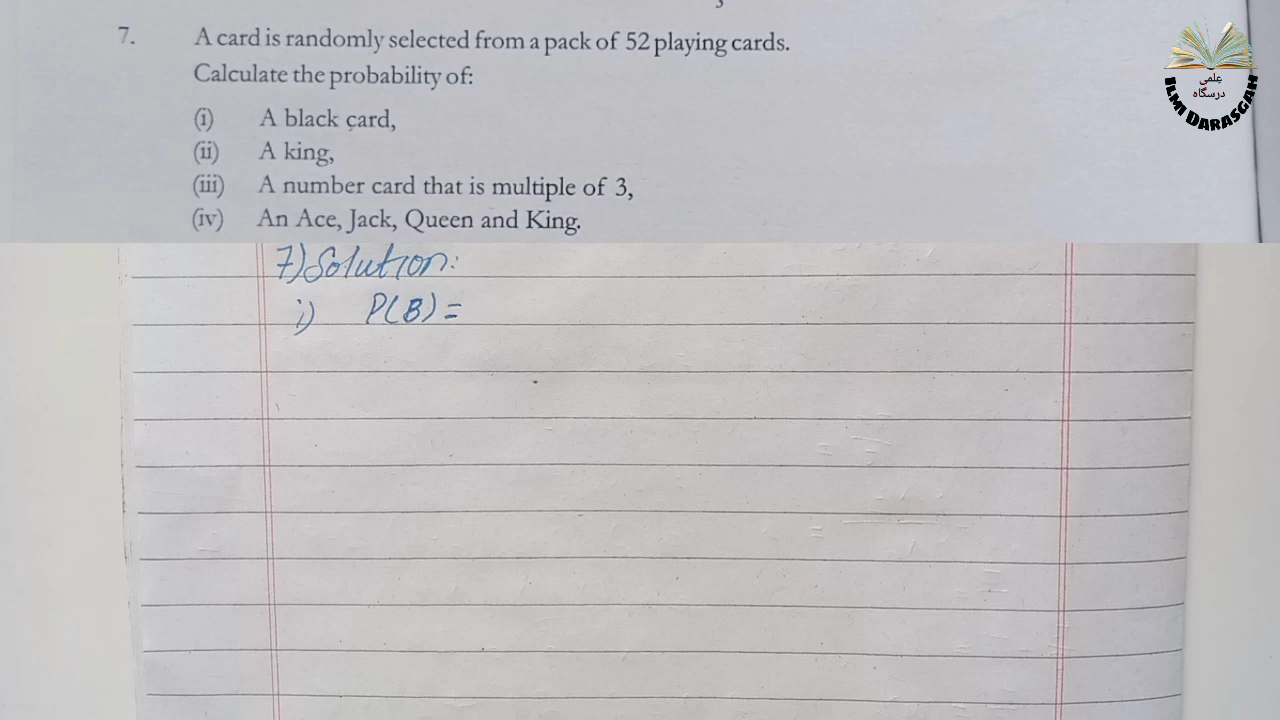 7. A card is randomly selected from a pack of 52 playing cards.
Calculate the probability of:
(i) A black card,
(ii) A king,
(iii) A number card that is multiple of 3,
(iv) An Ace, Jack, Queen and King.
علمی
درسگاہ
ILMI DARASGAH
7) Solution:
i) P(B) =